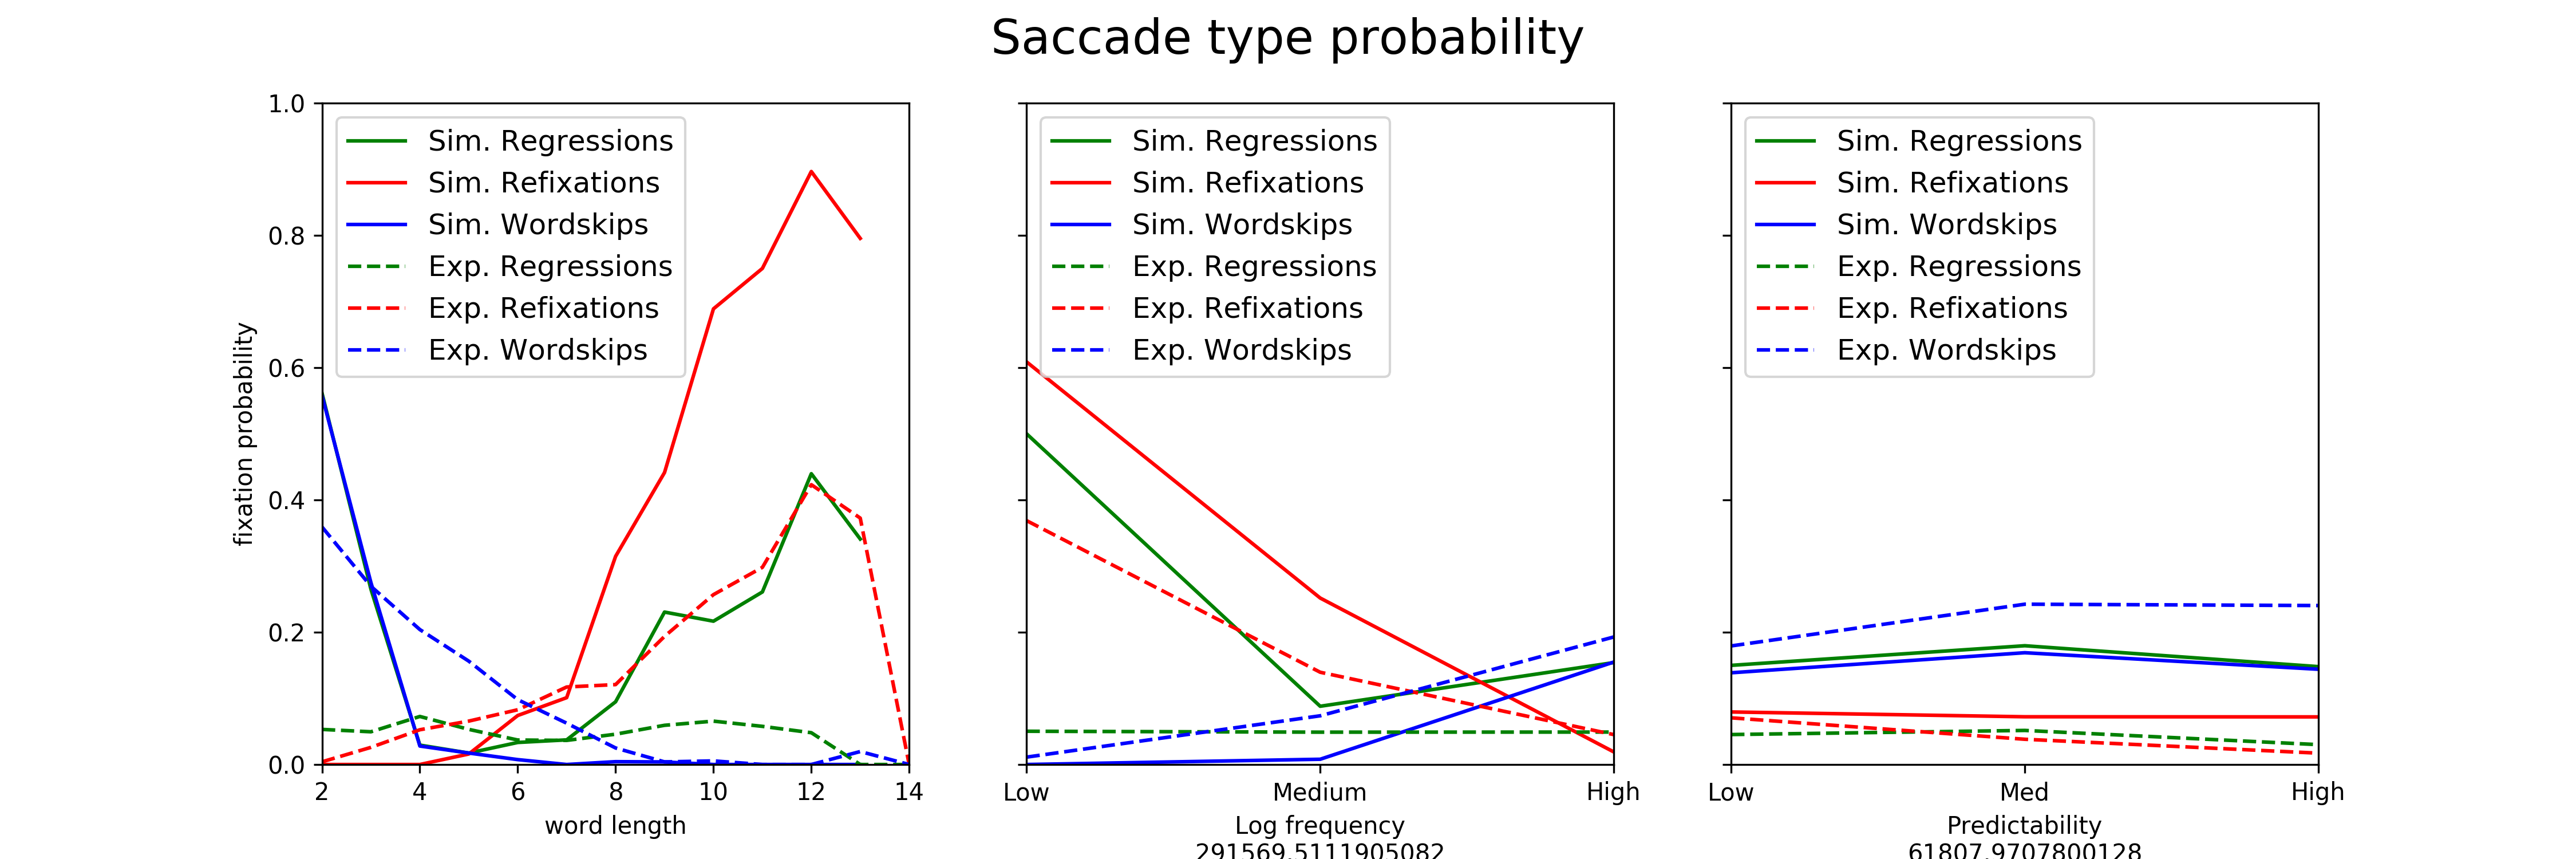 Saccade type probability
fixation probability
1.0
0.8
0.6
0.4
0.2
0.0
Sim. Regressions
Sim. Refixations
Sim. Wordskips
Exp. Regressions
Exp. Refixations
Exp. Wordskips
2 4 6 8 10 12 14
word length
Sim. Regressions
Sim. Refixations
Sim. Wordskips
Exp. Regressions
Exp. Refixations
Exp. Wordskips
Low Medium High
Log frequency
291569.5111905082
Sim. Regressions
Sim. Refixations
Sim. Wordskips
Exp. Regressions
Exp. Refixations
Exp. Wordskips
Low Med High
Predictability
61807.9707800128